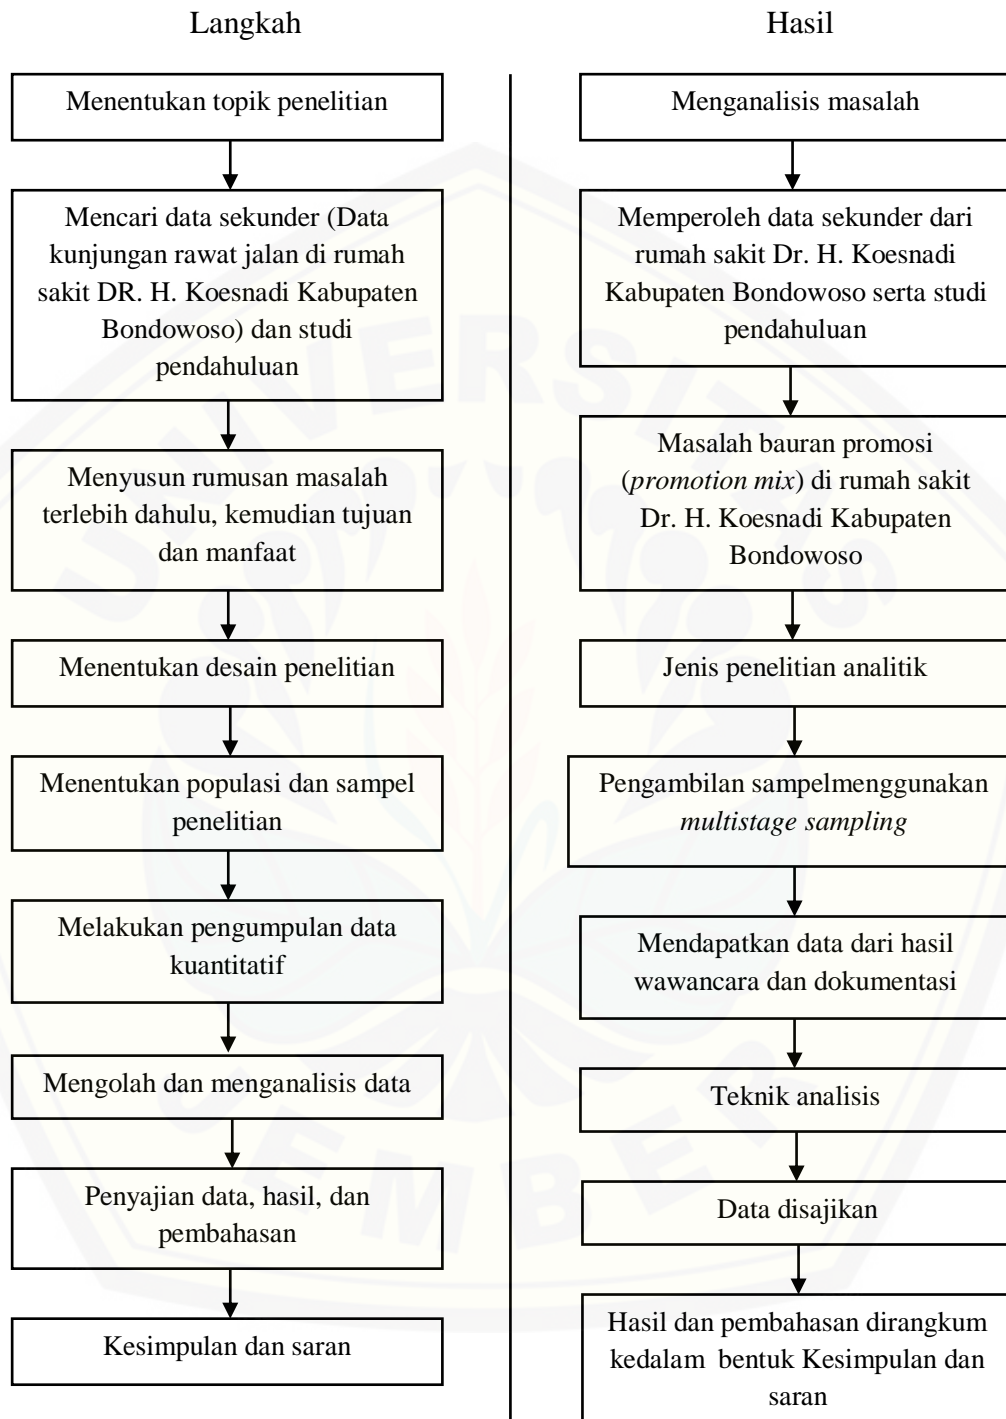 Langkah
Hasil
Menentukan topik penelitian
Mencari data sekunder (Data
kunjungan rawat jalan di rumah
sakit DR. H. Koesnadi Kabupaten
Bondowoso) dan studi
pendahuluan
Menyusun rumusan masalah
terlebih dahulu, kemudian tujuan
dan manfaat
Menentukan desain penelitian
Menentukan populasi dan sampel
penelitian
Melakukan pengumpulan data
kuantitatif
Mengolah dan menganalisis data
Penyajian data, hasil, dan
pembahasan
Kesimpulan dan saran
Menganalisis masalah
Memperoleh data sekunder dari
rumah sakit Dr. H. Koesnadi
Kabupaten Bondowoso serta studi
pendahuluan
Masalah bauran promosi
(promotion mix) di rumah sakit
Dr. H. Koesnadi Kabupaten
Bondowoso
Jenis penelitian analitik
Pengambilan sampelmenggunakan
multistage sampling
Mendapatkan data dari hasil
wawancara dan dokumentasi
Teknik analisis
Data disajikan
Hasil dan pembahasan dirangkum
kedalam  bentuk Kesimpulan dan
saran
UNIVERSITAS
JEMBER